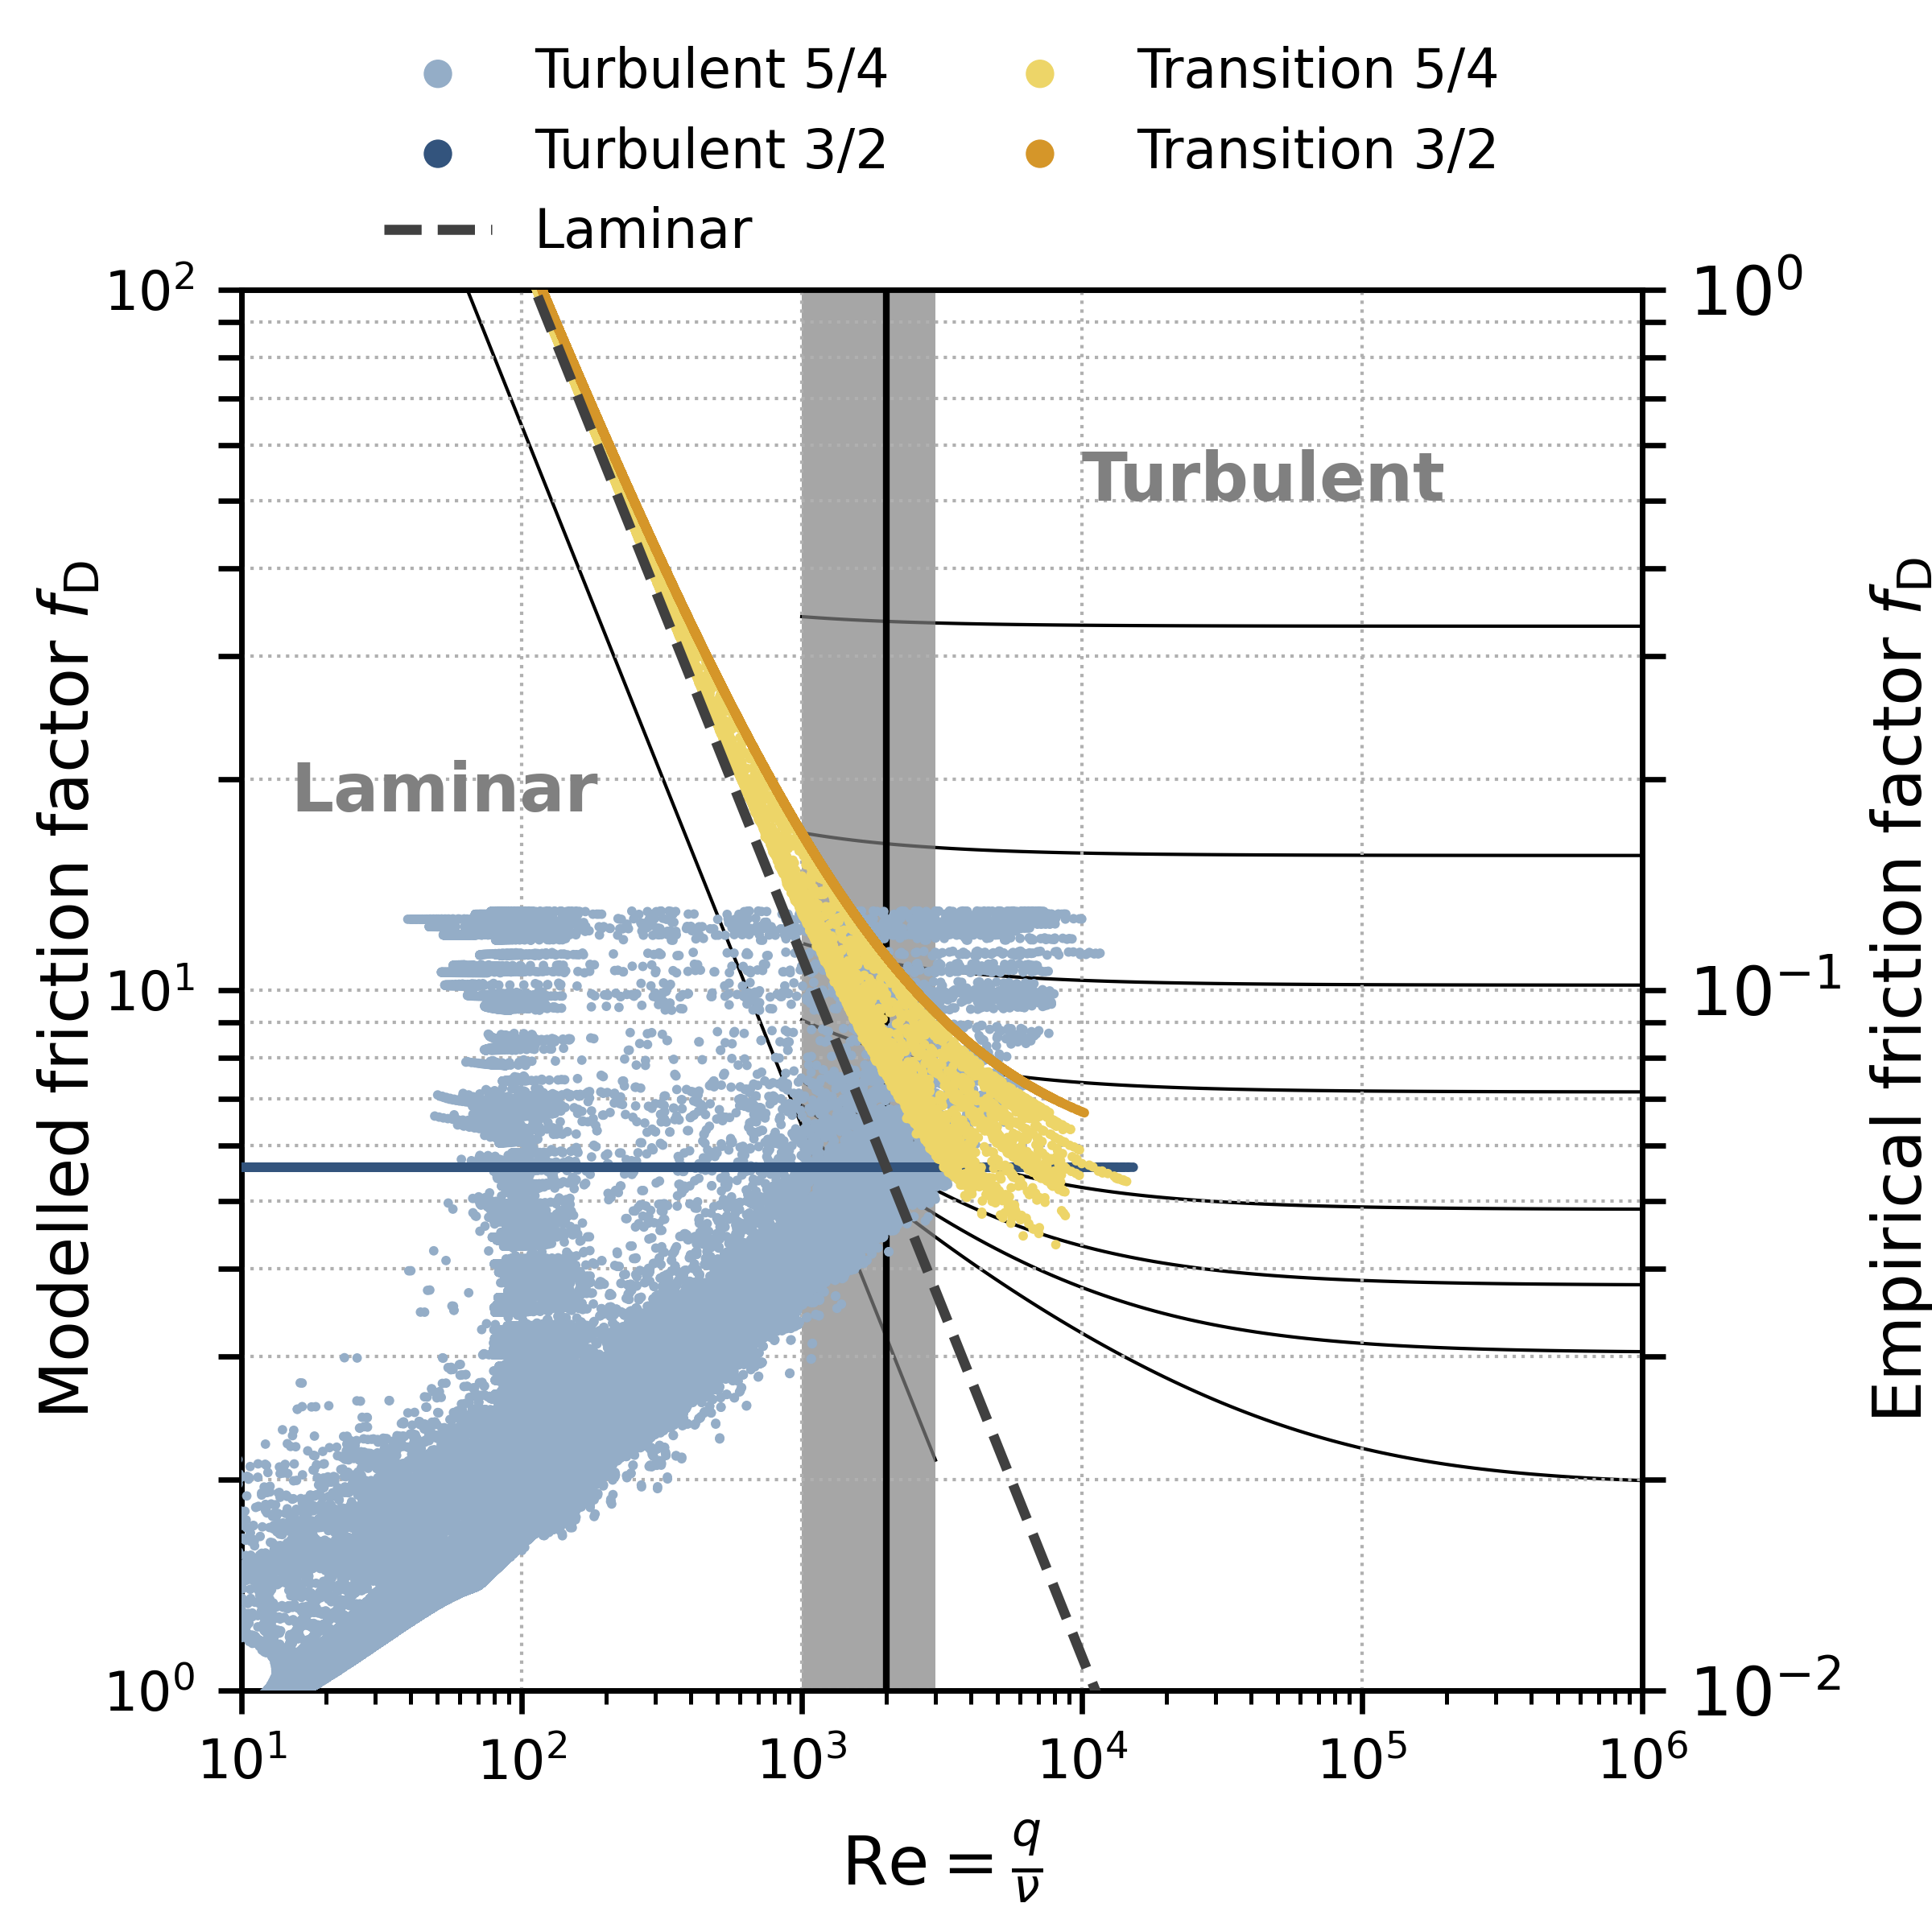 Turbulent 5/4
Turbulent 3/2
Laminar
Transition 5/4
Transition 3/2
10²
10¹
10⁰
Modelled friction factor f_D
Laminar
Turbulent
10⁰
10⁻¹
10⁻²
Empirical friction factor f_D
10¹ 10² 10³ 10⁴ 10⁵ 10⁶
Re = q/ν